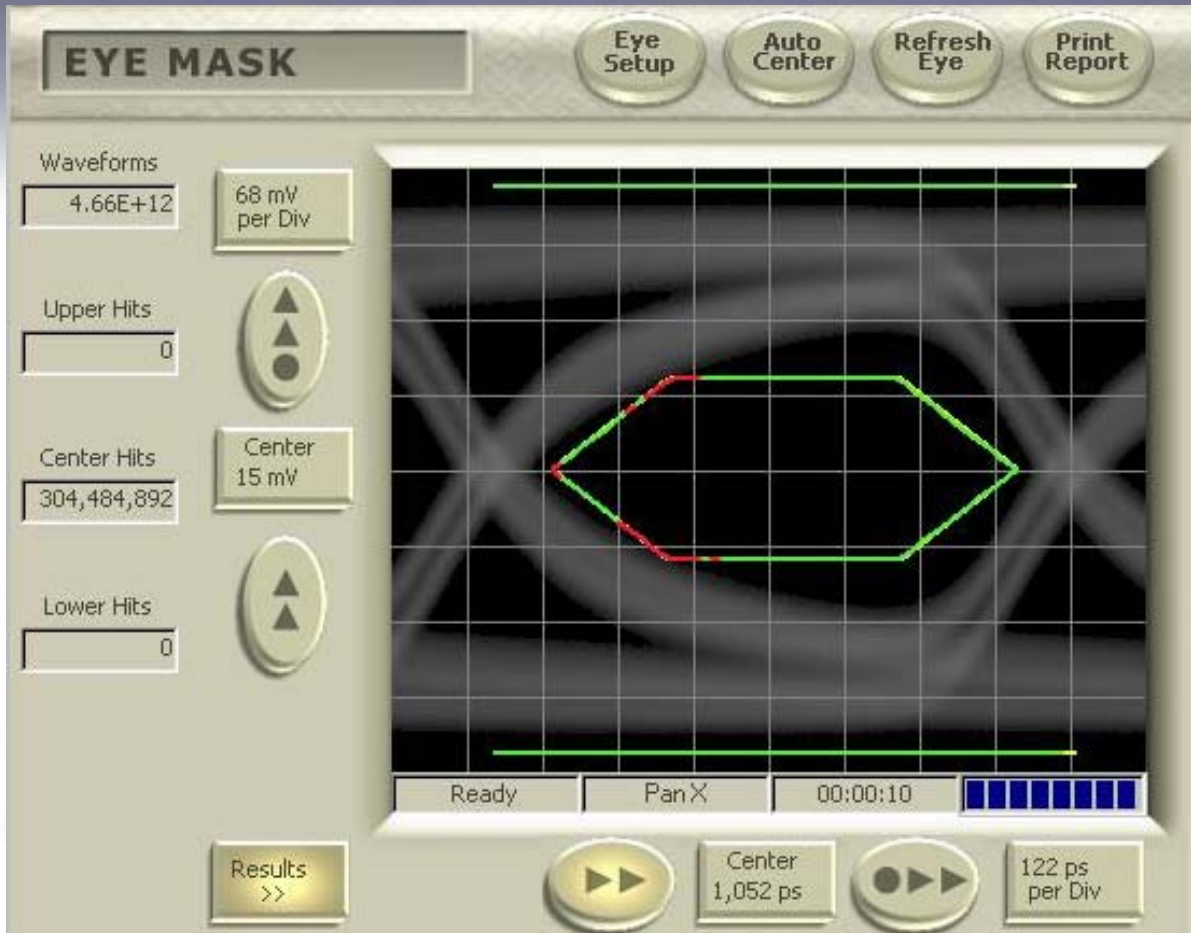 EYE MASK
Eye
Setup
Auto
Center
Refresh
Eye
Print
Report
Waveforms
4.66E+12
68 mV
per Div
Upper Hits
0
Center Hits
304,484,892
Center
15 mV
Lower Hits
0
Ready
Pan X
00:00:10
Results
>>
Center
1,052 ps
122 ps
per Div